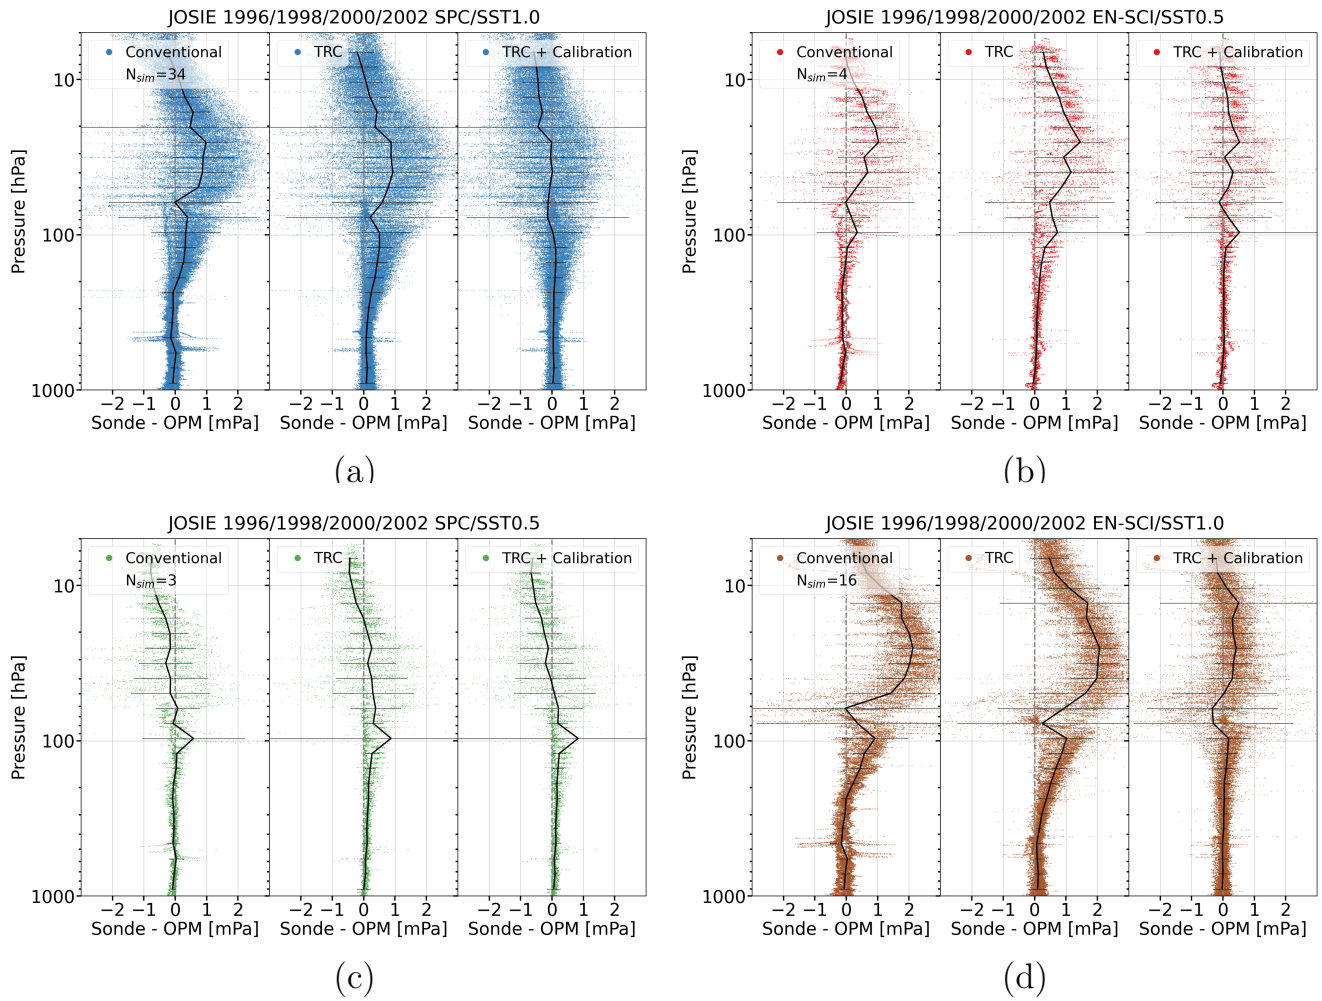 JOSIE 1996/1998/2000/2002 SPC/SST1.0
Conventional
N_sim=34
TRC
TRC + Calibration
10
100
1000
Pressure [hPa]
−2 −1 0 1 2
−2 −1 0 1 2
−2 −1 0 1 2
Sonde - OPM [mPa]
Sonde - OPM [mPa]
Sonde - OPM [mPa]
(a)
JOSIE 1996/1998/2000/2002 EN-SCI/SST0.5
Conventional
N_sim=4
TRC
TRC + Calibration
10
100
1000
Pressure [hPa]
−2 −1 0 1 2
−2 −1 0 1 2
−2 −1 0 1 2
Sonde - OPM [mPa]
Sonde - OPM [mPa]
Sonde - OPM [mPa]
(b)
JOSIE 1996/1998/2000/2002 SPC/SST0.5
Conventional
N_sim=3
TRC
TRC + Calibration
10
100
1000
Pressure [hPa]
−2 −1 0 1 2
−2 −1 0 1 2
−2 −1 0 1 2
Sonde - OPM [mPa]
Sonde - OPM [mPa]
Sonde - OPM [mPa]
(c)
JOSIE 1996/1998/2000/2002 EN-SCI/SST1.0
Conventional
N_sim=16
TRC
TRC + Calibration
10
100
1000
Pressure [hPa]
−2 −1 0 1 2
−2 −1 0 1 2
−2 −1 0 1 2
Sonde - OPM [mPa]
Sonde - OPM [mPa]
Sonde - OPM [mPa]
(d)